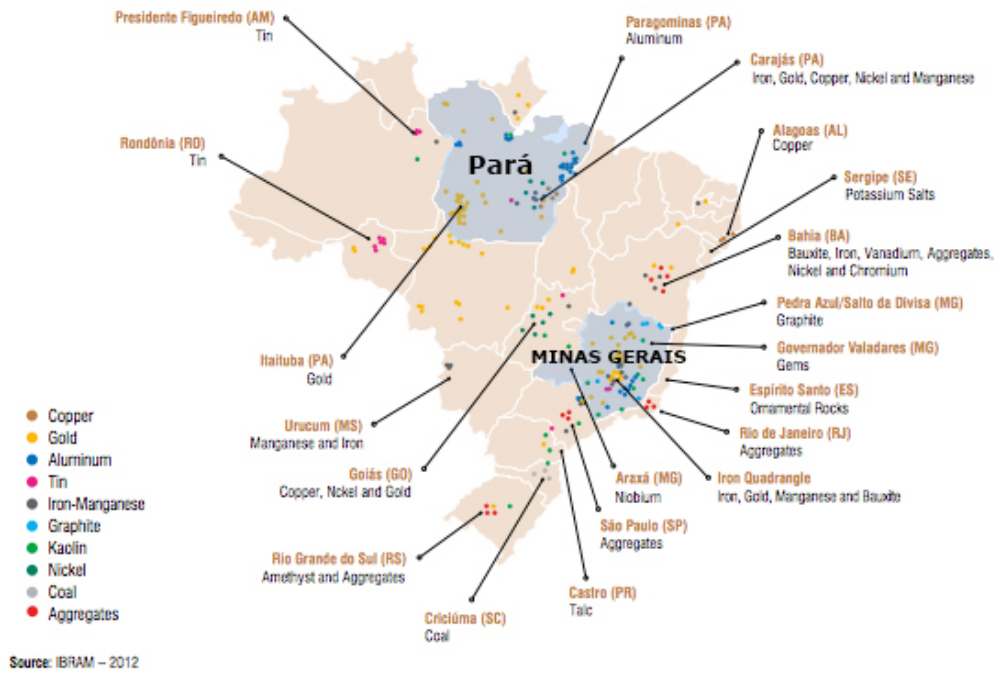 Presidente Figueiredo (AM)
Tin
Paragominas (PA)
Aluminum
Carajás (PA)
Iron, Gold, Copper, Nickel and Manganese
Rondônia (RO)
Tin
Alagoas (AL)
Copper
Pará
Sergipe (SE)
Potassium Salts
Bahia (BA)
Bauxite, Iron, Vanadium, Aggregates,
Nickel and Chromium
Pedra Azul/Salto da Divisa (MG)
Graphite
MINAS GERAIS
Governador Valadares (MG)
Gems
Itaituba (PA)
Gold
Espírito Santo (ES)
Ornamental Rocks
Urucum (MS)
Manganese and Iron
Rio de Janeiro (RJ)
Aggregates
Goiás (GO)
Copper, Nckel and Gold
Araxá (MG)
Niobium
Iron Quadrangle
Iron, Gold, Manganese and Bauxite
São Paulo (SP)
Aggregates
Rio Grande do Sul (RS)
Amethyst and Aggregates
Castro (PR)
Talc
Criciúma (SC)
Coal
Copper
Gold
Aluminum
Tin
Iron-Manganese
Graphite
Kaolin
Nickel
Coal
Aggregates
Source: IBRAM – 2012